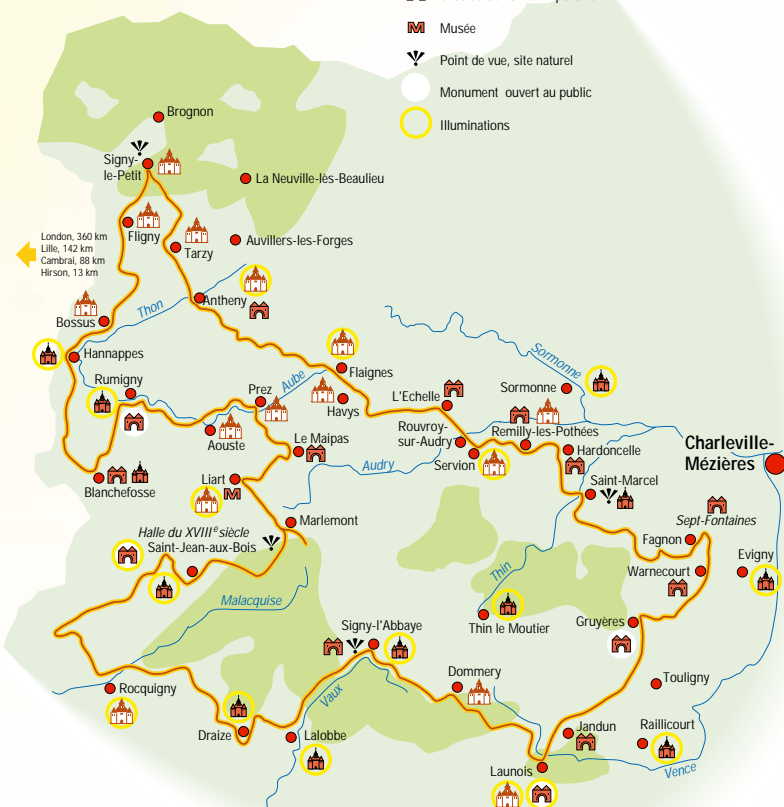 Musée
Point de vue, site naturel
Monument ouvert au public
Illuminations
Brognon
Signy-
le-Petit
La Neuville-lès-Beaulieu
Fligny
Tarzy
Auvillers-les-Forges
London, 360 km
Lille, 142 km
Cambrai, 88 km
Hirson, 13 km
Antheny
Thon
Bossus
Hannappes
Rumigny
Flaignes
Aube
Prez
Havys
L'Echelle
Sormonne
Sormonne
Aouste
Le Maipas
Rouvroy-
sur-Audry
Remilly-les-Pothées
Servion
Hardoncelle
Charleville-
Mézières
Audry
Blanchefosse
Liart
M
Saint-Marcel
Marlemont
Sept-Fontaines
Halle du XVIIIe siècle
Saint-Jean-aux-Bois
Fagnon
Evigny
Warnecourt
Thin
Malacquise
Thin le Moutier
Gruyères
Signy-l'Abbaye
Dommery
Touligny
Rocquigny
Vaux
Draize
Lalobbe
Jandun
Raillicourt
Launois
Vence